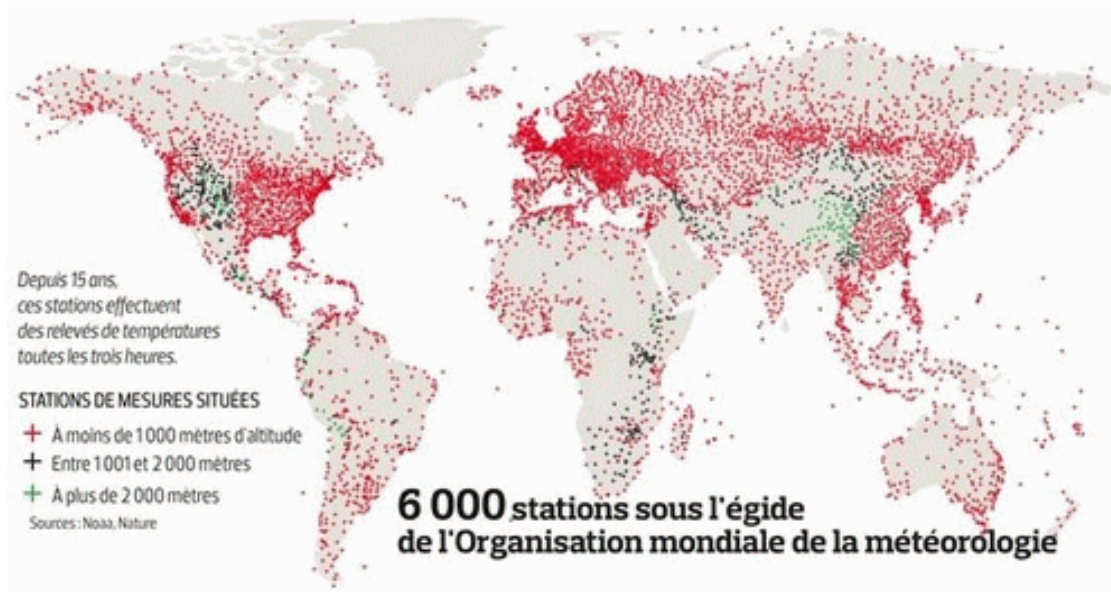 Depuis 15 ans,
ces stations effectuent
des relevés de températures
toutes les trois heures.
STATIONS DE MESURES SITUÉES
À moins de 1 000 mètres d'altitude
Entre 1 001 et 2 000 mètres
À plus de 2 000 mètres
Sources : Noaa, Nature
6 000 stations sous l'égide
de l'Organisation mondiale de la météorologie